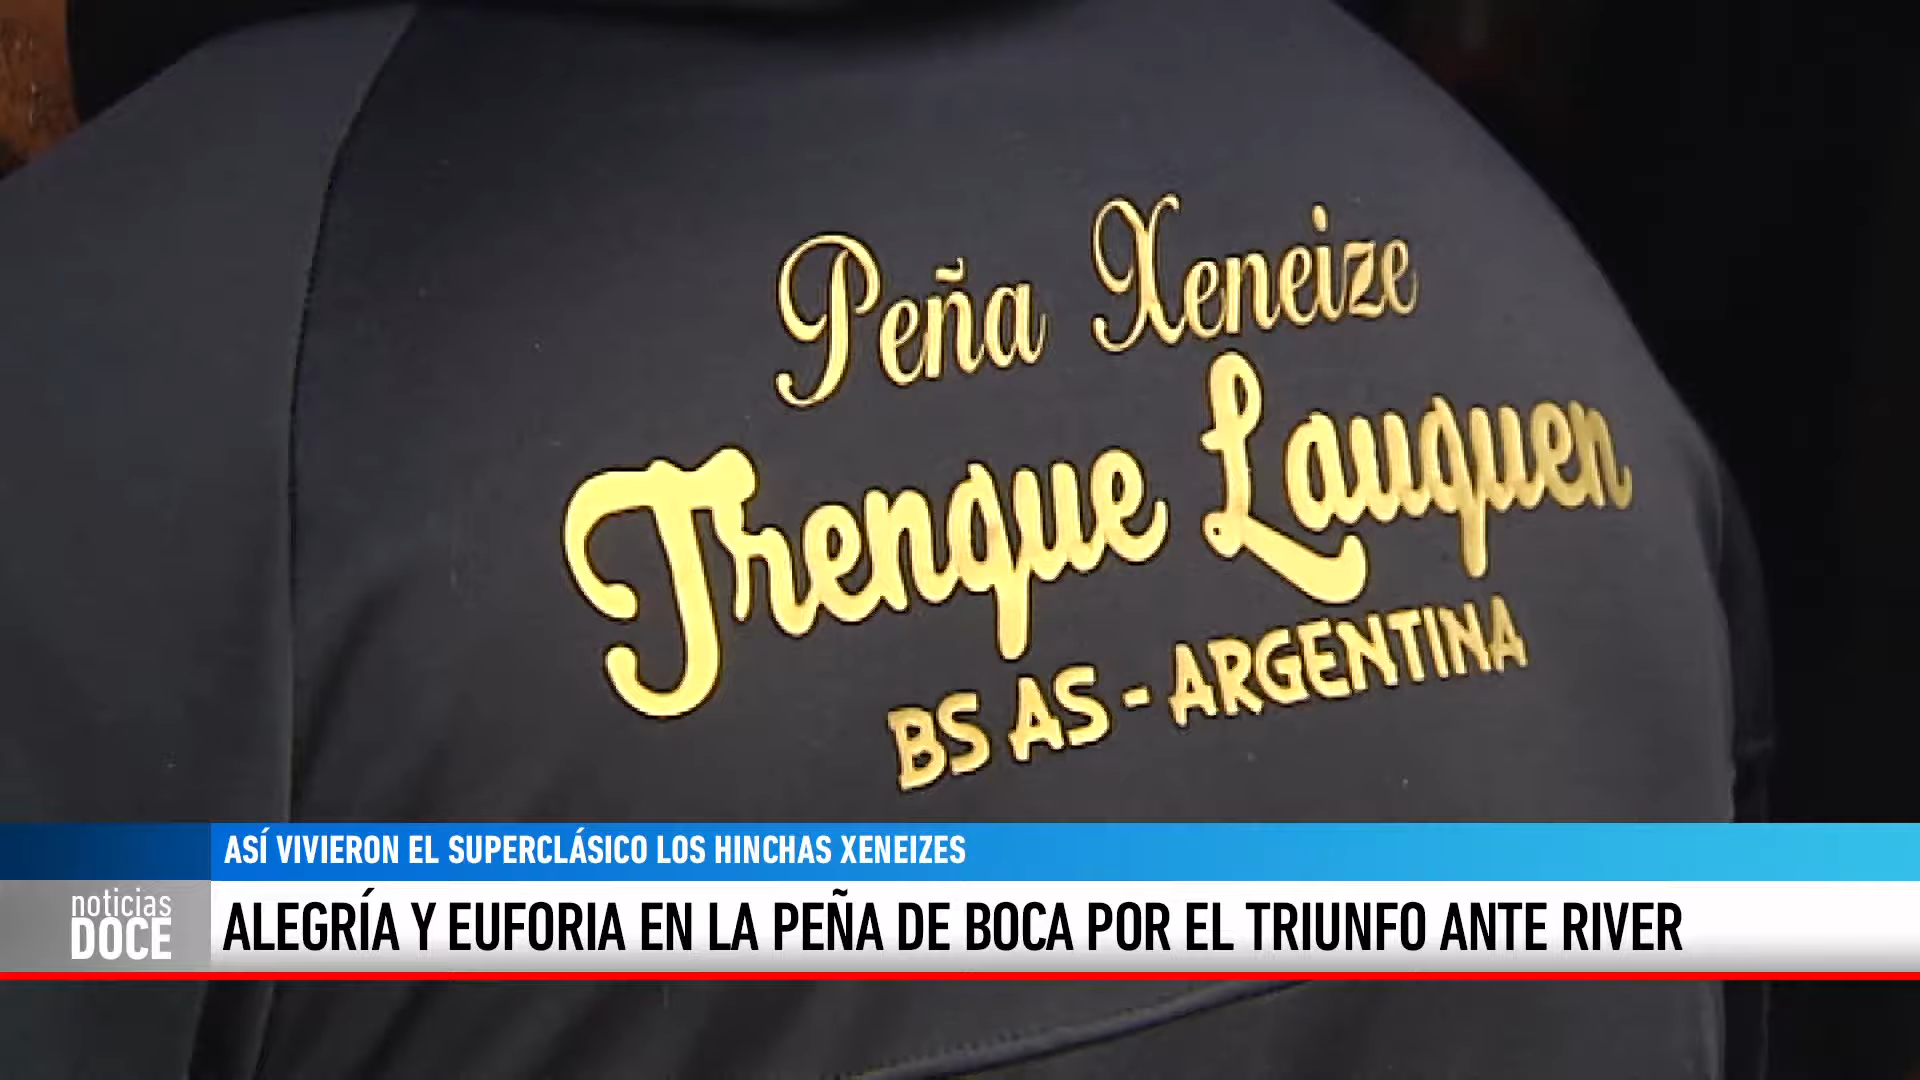 Peña Xeneize
Trenque Lauquen
BS AS - ARGENTINA
ASÍ VIVIERON EL SUPERCLÁSICO LOS HINCHAS XENEIZES
noticias
DOCE
ALEGRÍA Y EUFORIA EN LA PEÑA DE BOCA POR EL TRIUNFO ANTE RIVER